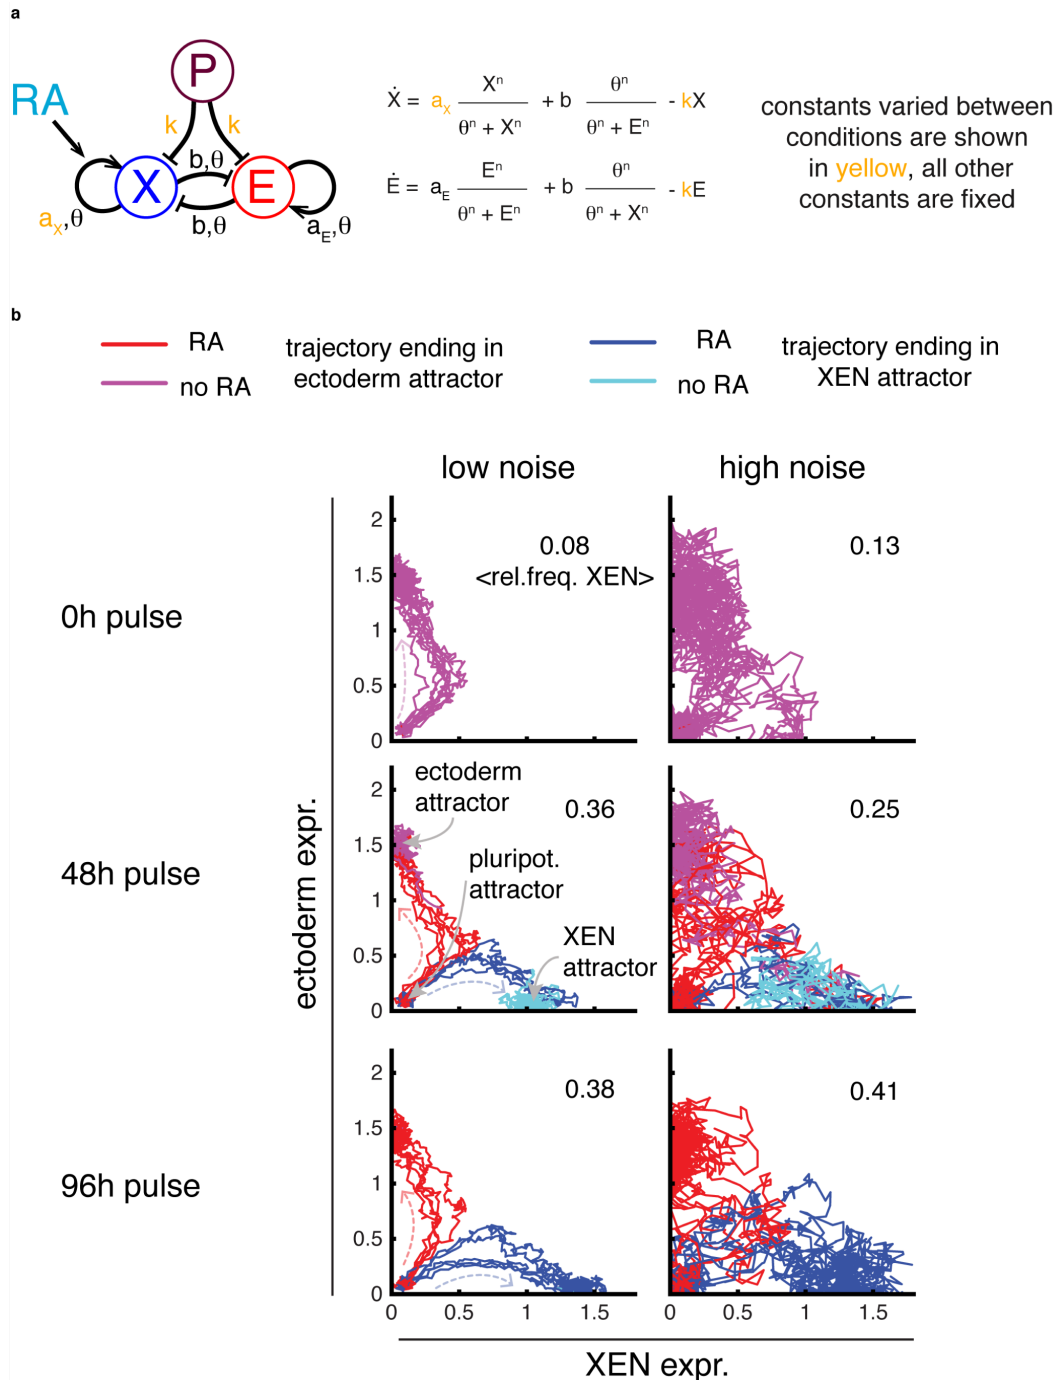 a
P
RA
k k
b,θ
X E
aX,θ b,θ aE,θ
Ẋ = aX Xⁿ / θⁿ + Xⁿ + b θⁿ / θⁿ + Eⁿ - kX
Ė = aE Eⁿ / θⁿ + Eⁿ + b θⁿ / θⁿ + Xⁿ - kE
constants varied between
conditions are shown
in yellow, all other
constants are fixed
b
RA
no RA
trajectory ending in
ectoderm attractor
RA
no RA
trajectory ending in
XEN attractor
low noise high noise
0h pulse
2
1.5
1
0.5
0
0.08
<rel.freq. XEN>
0.13
48h pulse
2
1.5
1
0.5
0
ectoderm
attractor
0.36
pluripot.
attractor
XEN
attractor
0.25
96h pulse
2
1.5
1
0.5
0
0.38
0.41
0 0.5 1 1.5
0 0.5 1 1.5
ectoderm expr.
XEN expr.